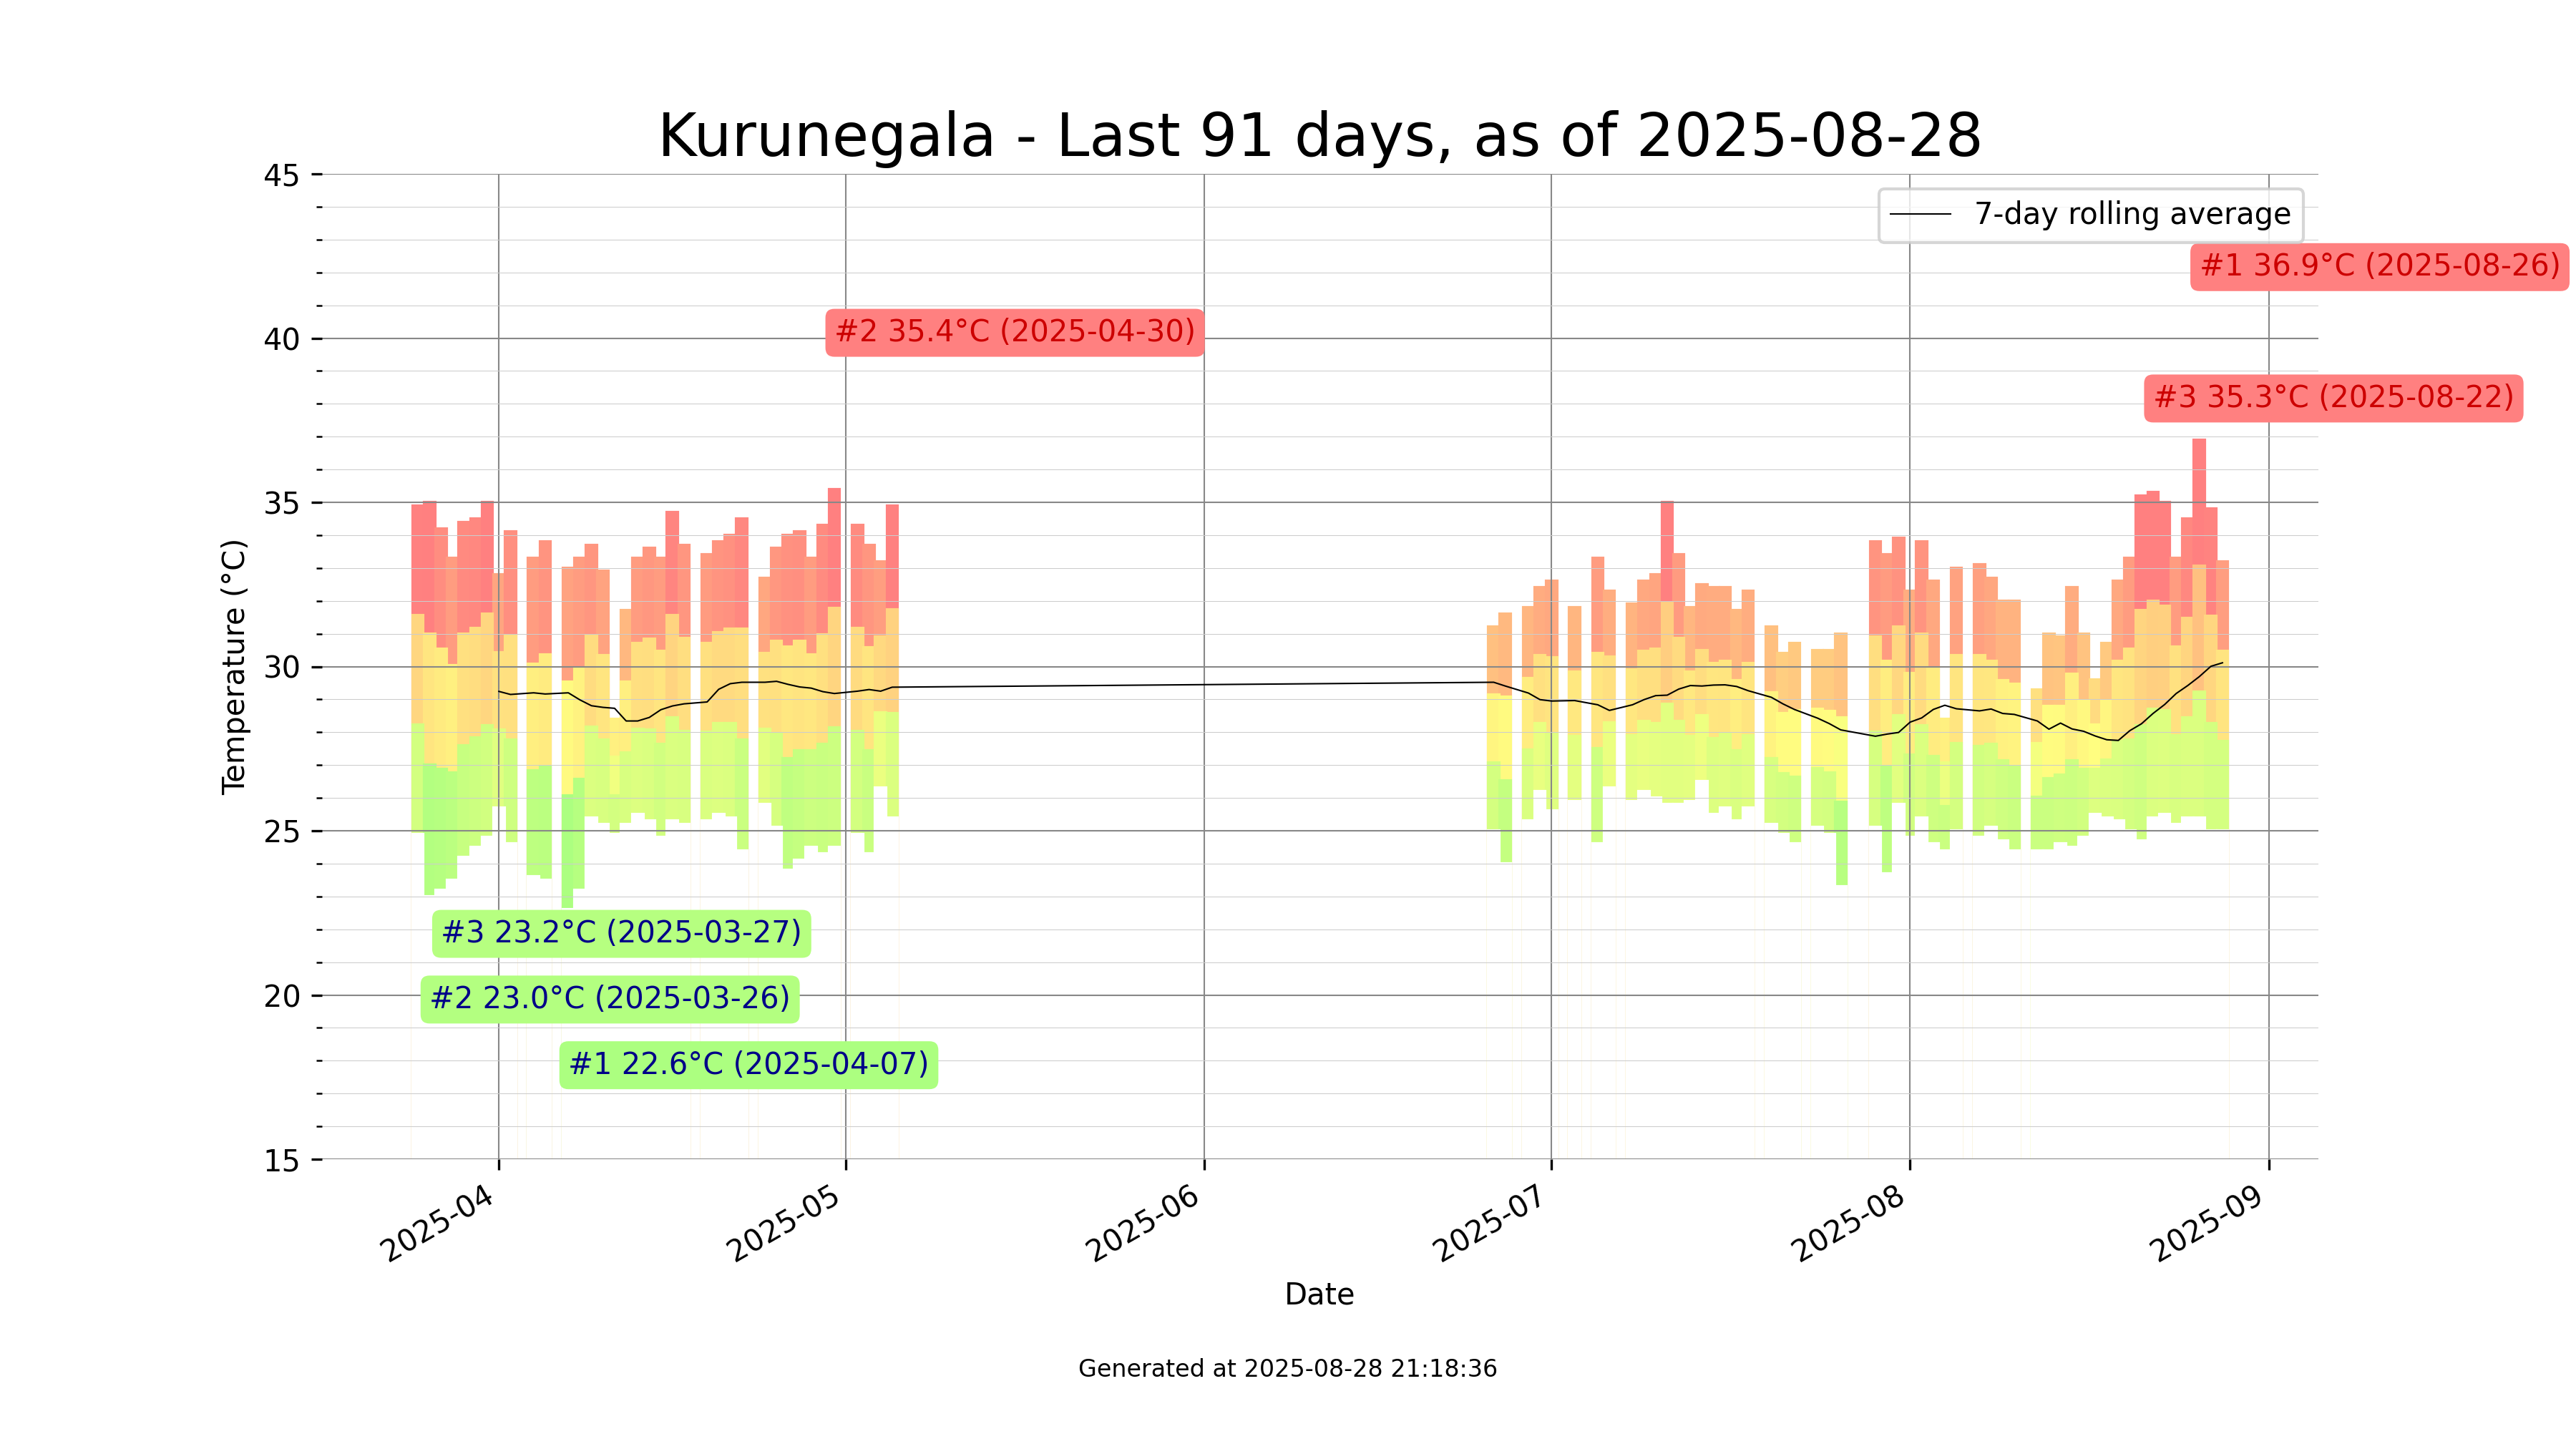 Kurunegala - Last 91 days, as of 2025-08-28
45
7-day rolling average
#1 36.9°C (2025-08-26)
#2 35.4°C (2025-04-30)
40
#3 35.3°C (2025-08-22)
35
Temperature (°C)
30
25
#3 23.2°C (2025-03-27)
20
#2 23.0°C (2025-03-26)
#1 22.6°C (2025-04-07)
15
2025-04
2025-05
2025-06
2025-07
2025-08
2025-09
Date
Generated at 2025-08-28 21:18:36